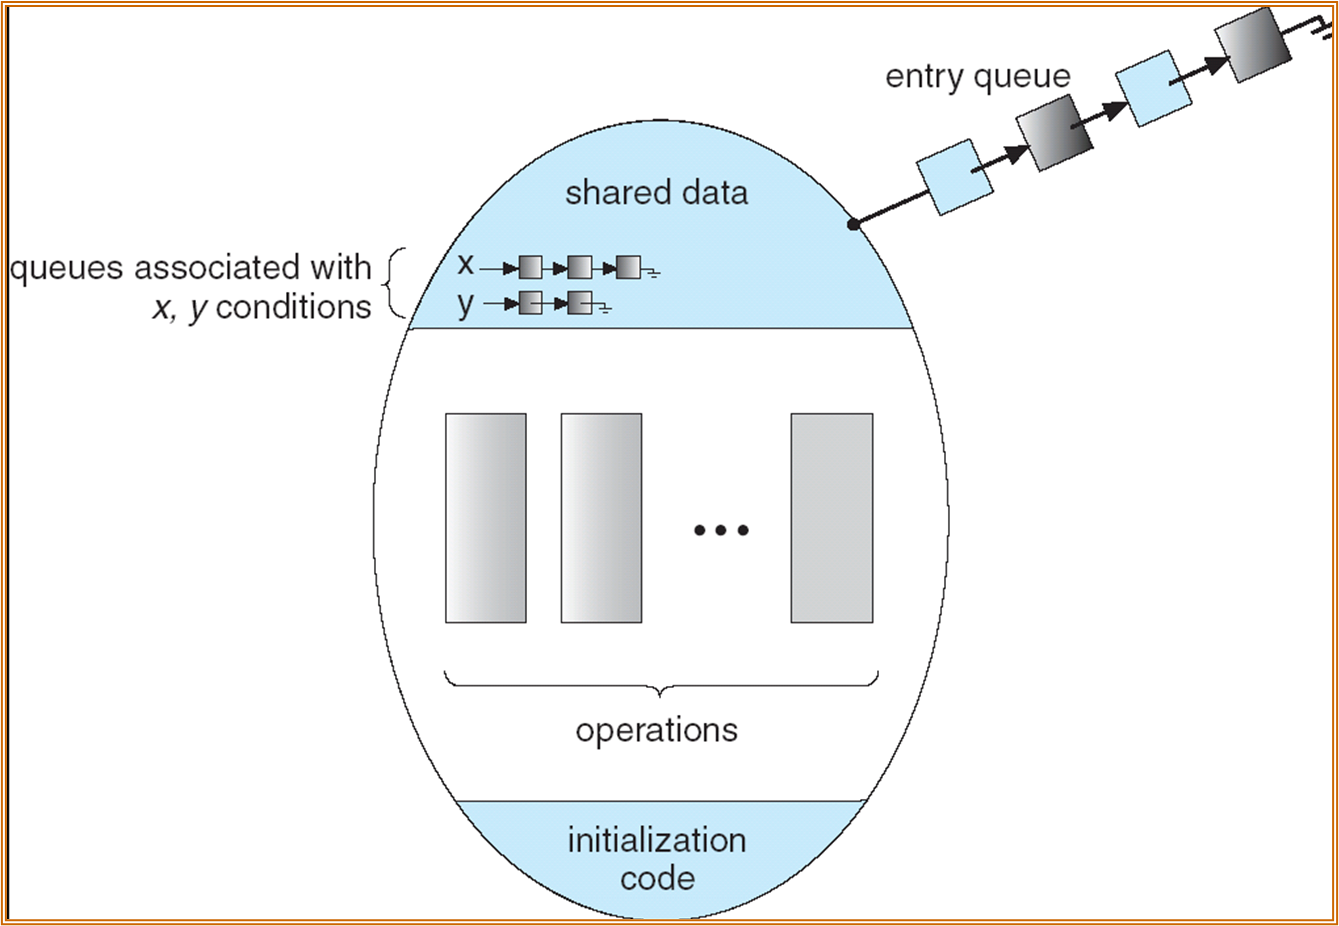 entry queue
shared data
queues associated with
x, y conditions
x
y
operations
initialization
code